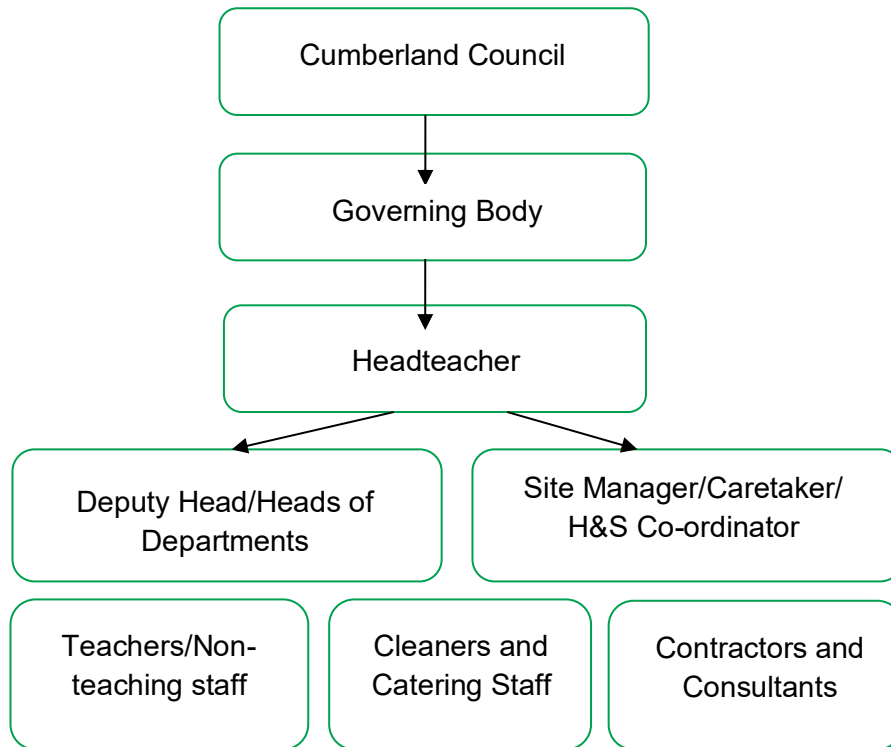 Cumberland Council
Governing Body
Headteacher
Deputy Head/Heads of
Departments
Site Manager/Caretaker/
H&S Co-ordinator
Teachers/Non-
teaching staff
Cleaners and
Catering Staff
Contractors and
Consultants